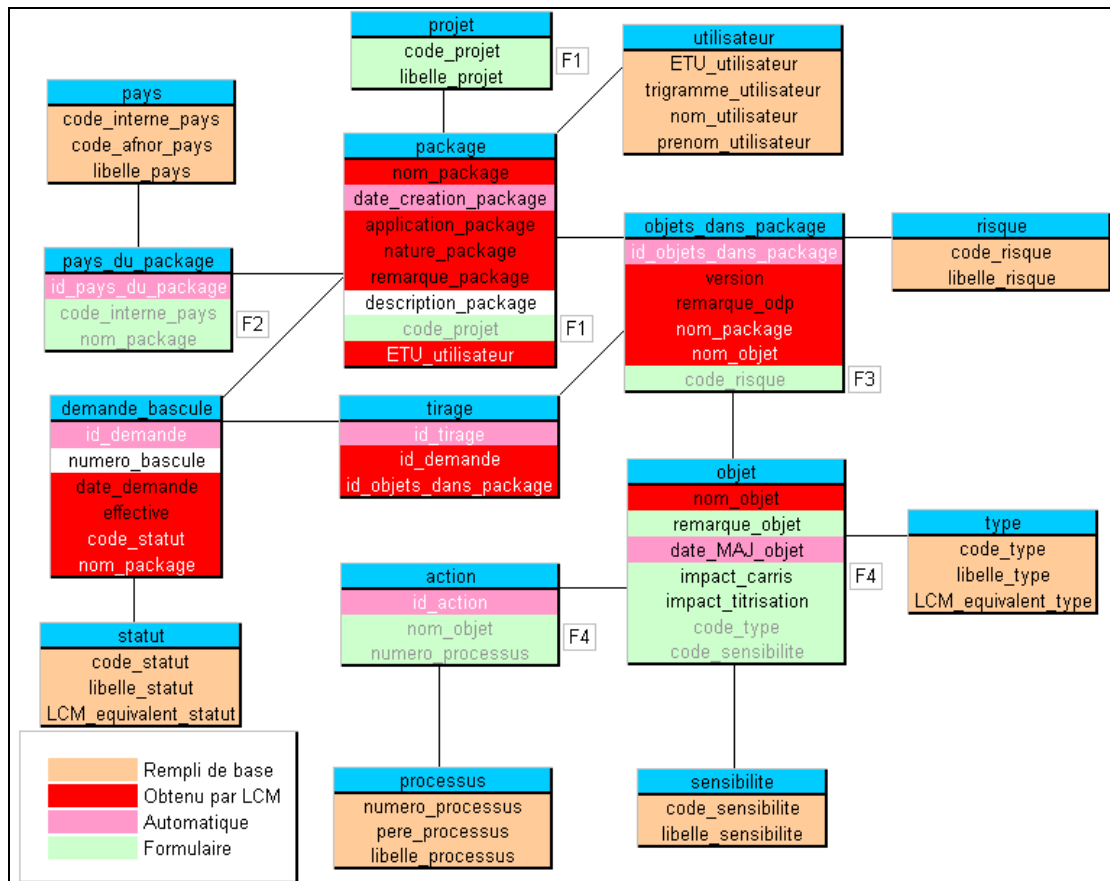 projet
code_projet
libelle_projet
F1
utilisateur
ETU_utilisateur
trigramme_utilisateur
nom_utilisateur
prenom_utilisateur
pays
code_interne_pays
code_afnor_pays
libelle_pays
package
nom_package
date_creation_package
application_package
nature_package
remarque_package
description_package
code_projet
ETU_utilisateur
F1
objets_dans_package
id_objets_dans_package
version
remarque_odp
nom_package
nom_objet
code_risque
F3
risque
code_risque
libelle_risque
pays_du_package
id_pays_du_package
code_interne_pays
nom_package
F2
demande_bascule
id_demande
numero_bascule
date_demande
effective
code_statut
nom_package
tirage
id_tirage
id_demande
id_objets_dans_package
objet
nom_objet
remarque_objet
date_MAJ_objet
impact_carris
impact_titrisation
code_type
code_sensibilite
F4
type
code_type
libelle_type
LCM_equivalent_type
action
id_action
nom_objet
numero_processus
F4
statut
code_statut
libelle_statut
LCM_equivalent_statut
processus
numero_processus
pere_processus
libelle_processus
sensibilite
code_sensibilite
libelle_sensibilite
Rempli de base
Obtenu par LCM
Automatique
Formulaire